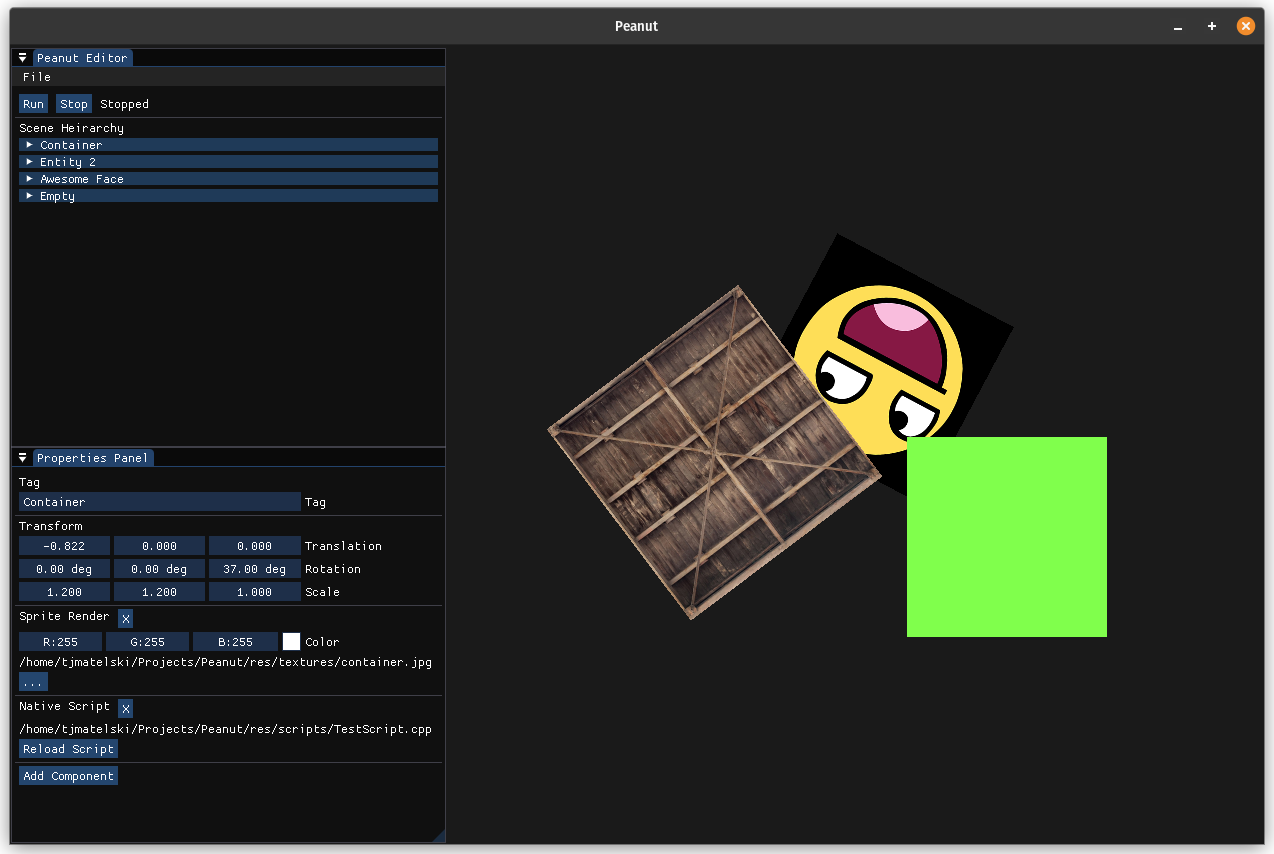 Peanut
Peanut Editor
File
Run Stop Stopped
Scene Heirarchy
Container
Entity 2
Awesome Face
Empty
Properties Panel
Tag
Container Tag
Transform
-0.822 0.000 0.000 Translation
0.00 deg 0.00 deg 37.00 deg Rotation
1.200 1.200 1.000 Scale
Sprite Render X
R:255 G:255 B:255 Color
/home/tjmatelski/Projects/Peanut/res/textures/container.jpg
...
Native Script X
/home/tjmatelski/Projects/Peanut/res/scripts/TestScript.cpp
Reload Script
Add Component